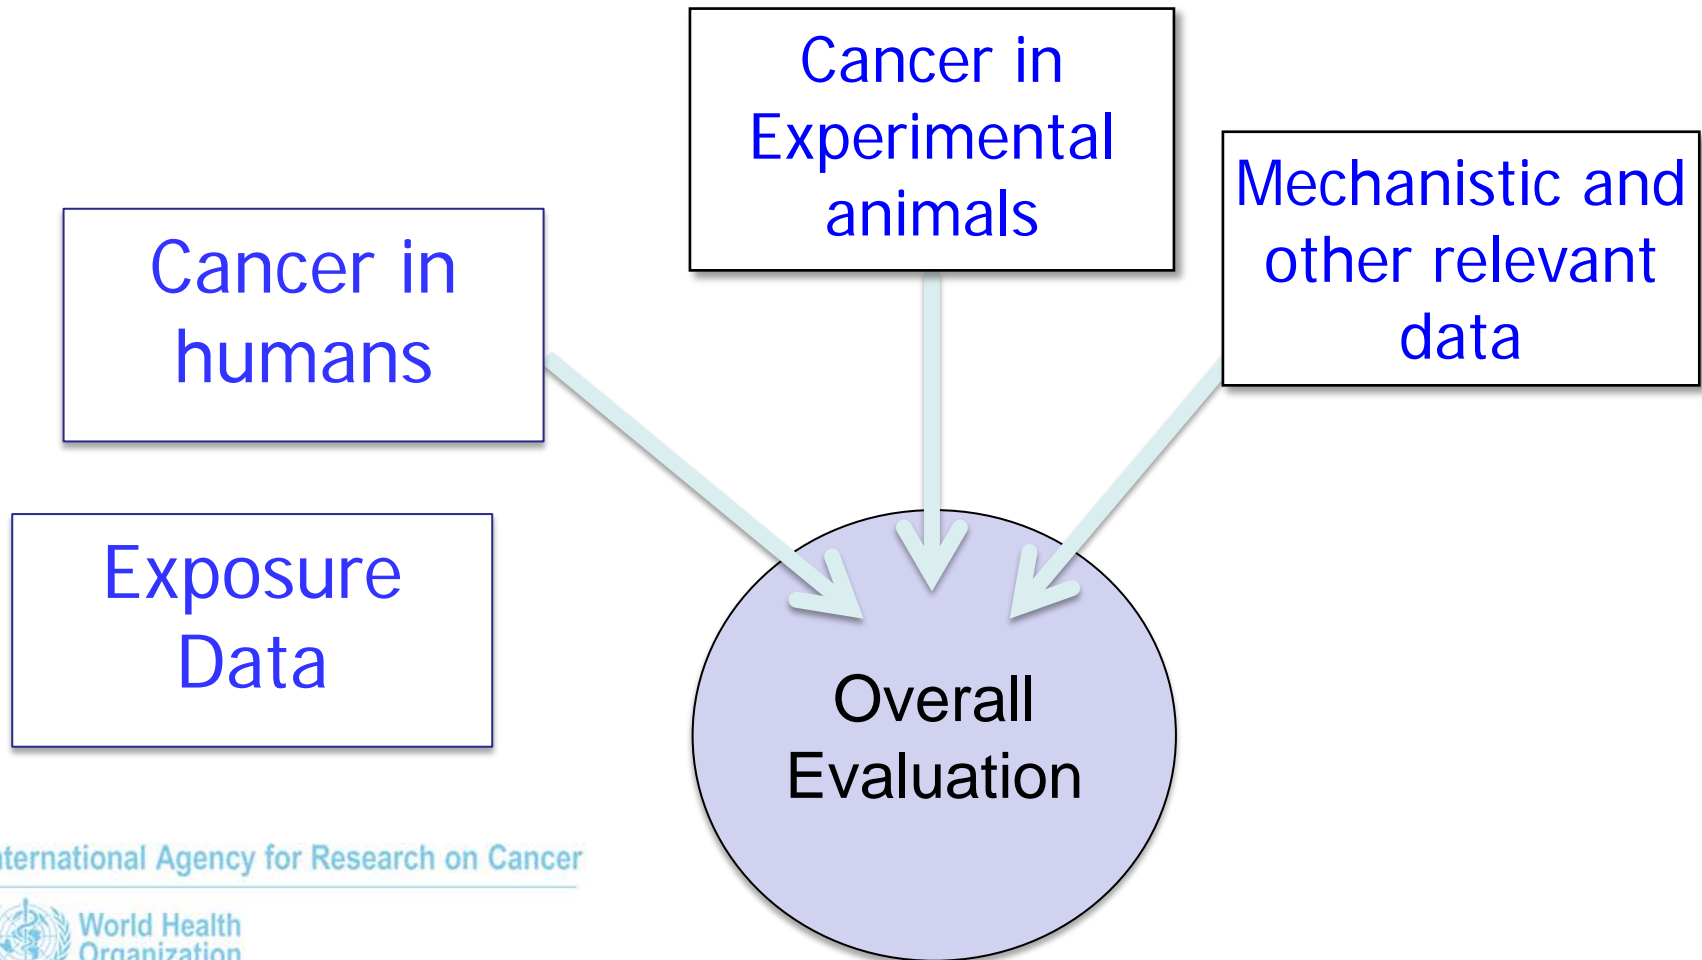 Cancer in
Experimental
animals
Mechanistic and
other relevant
data
Cancer in
humans
Exposure
Data
Overall
Evaluation
nternational Agency for Research on Cancer
World Health
Organization